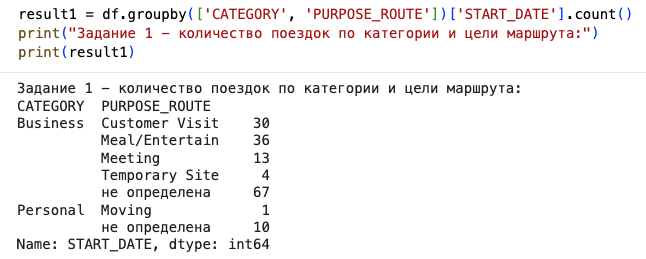 result1 = df.groupby(['CATEGORY', 'PURPOSE_ROUTE'])['START_DATE'].count()
print("Задание 1 – количество поездок по категории и цели маршрута:")
print(result1)
Задание 1 – количество поездок по категории и цели маршрута:
CATEGORY  PURPOSE_ROUTE
Business  Customer Visit    30
          Meal/Entertain    36
          Meeting           13
          Temporary Site     4
          не определена     67
Personal  Moving             1
          не определена     10
Name: START_DATE, dtype: int64